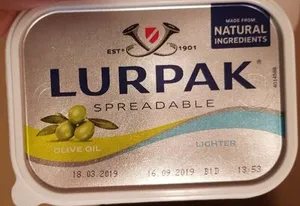 MADE FROM
NATURAL
INGREDIENTS
EST° 1901
LURPAK®
SPREADABLE
OLIVE OIL
LIGHTER
18.03.2019 16.09.2019 B1D 13:53